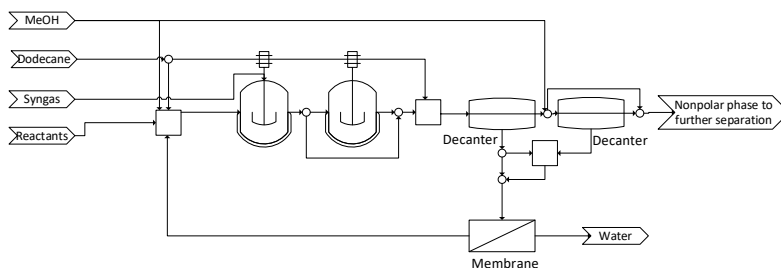 MeOH
Dodecane
Syngas
Reactants
Decanter
Decanter
Nonpolar phase to
further separation
Membrane
Water